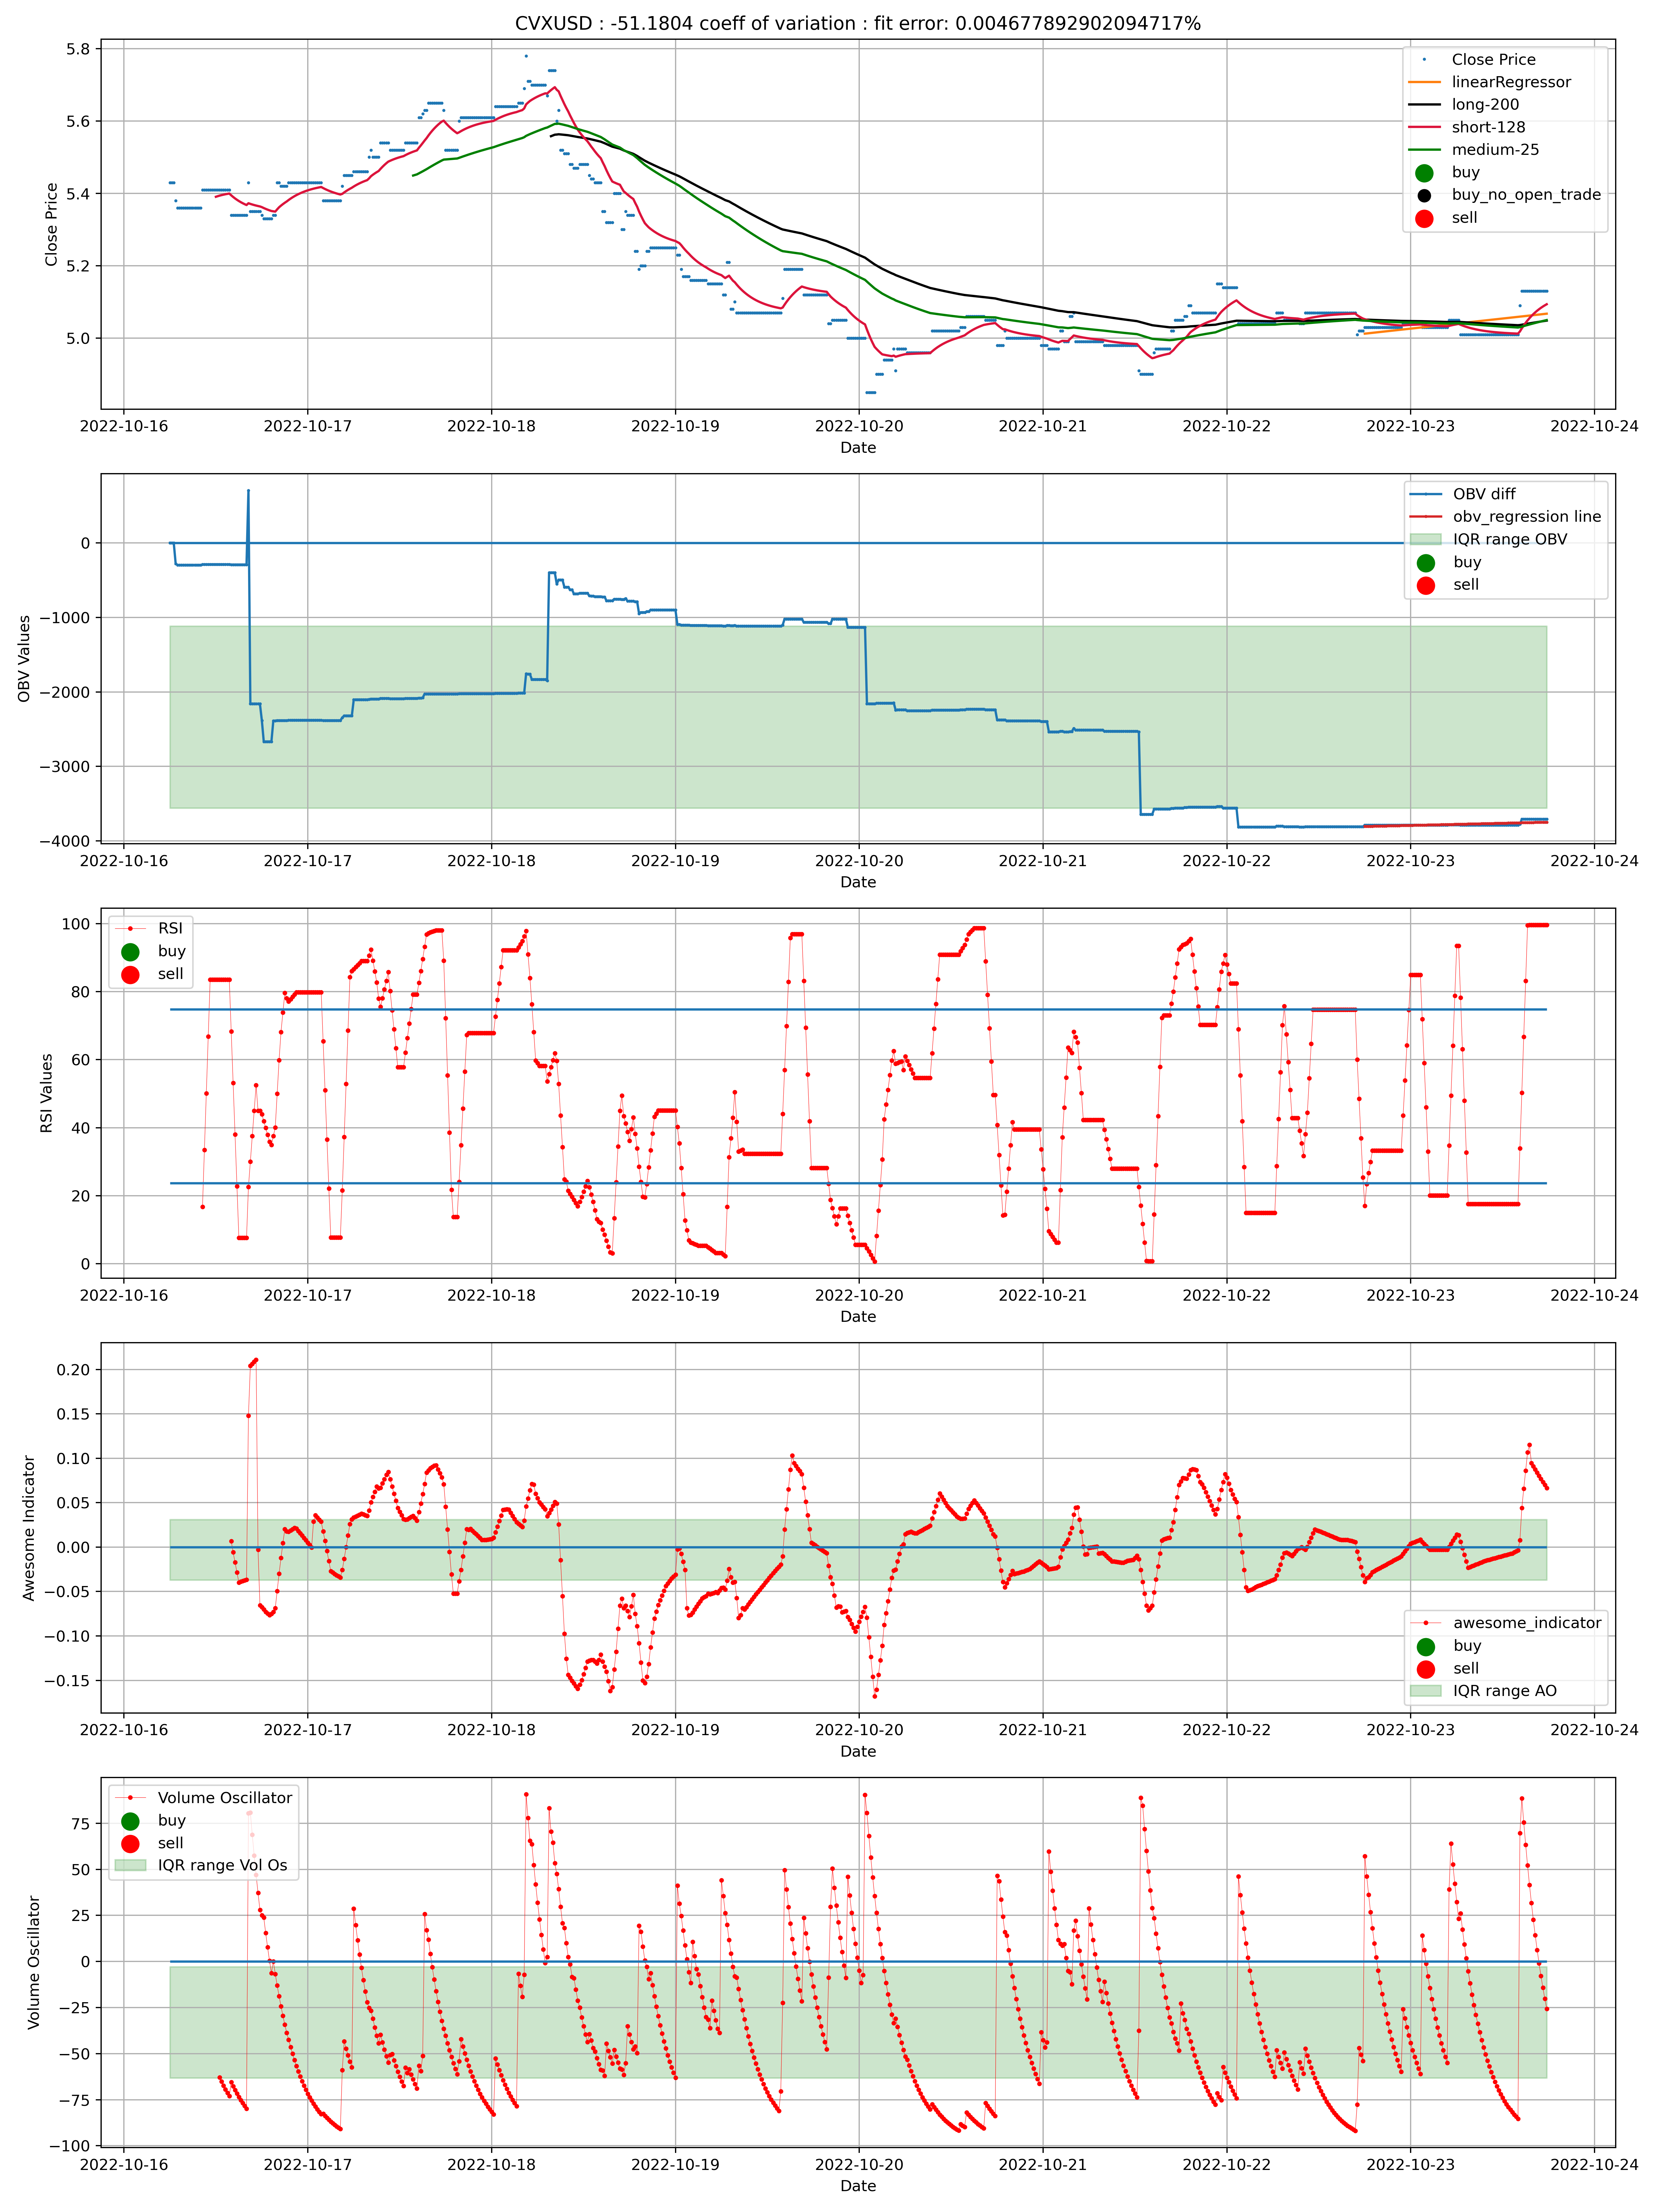 CVXUSD : -51.1804 coeff of variation : fit error: 0.004677892902094717%
Close Price
5.8
5.6
5.4
5.2
5.0
Close Price
linearRegressor
long-200
short-128
medium-25
buy
buy_no_open_trade
sell
2022-10-16 2022-10-17 2022-10-18 2022-10-19 2022-10-20 2022-10-21 2022-10-22 2022-10-23 2022-10-24
Date
OBV Values
0
−1000
−2000
−3000
−4000
OBV diff
obv_regression line
IQR range OBV
buy
sell
2022-10-16 2022-10-17 2022-10-18 2022-10-19 2022-10-20 2022-10-21 2022-10-22 2022-10-23 2022-10-24
Date
RSI Values
100
80
60
40
20
0
RSI
buy
sell
2022-10-16 2022-10-17 2022-10-18 2022-10-19 2022-10-20 2022-10-21 2022-10-22 2022-10-23 2022-10-24
Date
Awesome Indicator
0.20
0.15
0.10
0.05
0.00
−0.05
−0.10
−0.15
awesome_indicator
buy
sell
IQR range AO
2022-10-16 2022-10-17 2022-10-18 2022-10-19 2022-10-20 2022-10-21 2022-10-22 2022-10-23 2022-10-24
Date
Volume Oscillator
75
50
25
0
−25
−50
−75
−100
Volume Oscillator
buy
sell
IQR range Vol Os
2022-10-16 2022-10-17 2022-10-18 2022-10-19 2022-10-20 2022-10-21 2022-10-22 2022-10-23 2022-10-24
Date